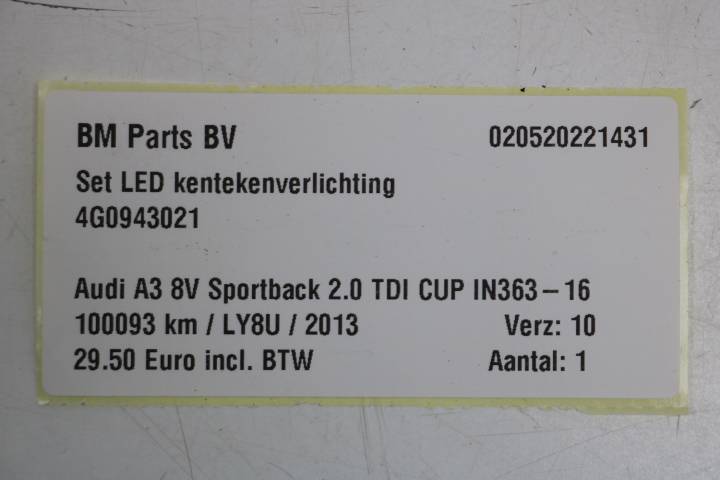 BM Parts BV 020520221431
Set LED kentekenverlichting
4G0943021
Audi A3 8V Sportback 2.0 TDI CUP IN363-16
100093 km / LY8U / 2013 Verz: 10
29.50 Euro incl. BTW Aantal: 1